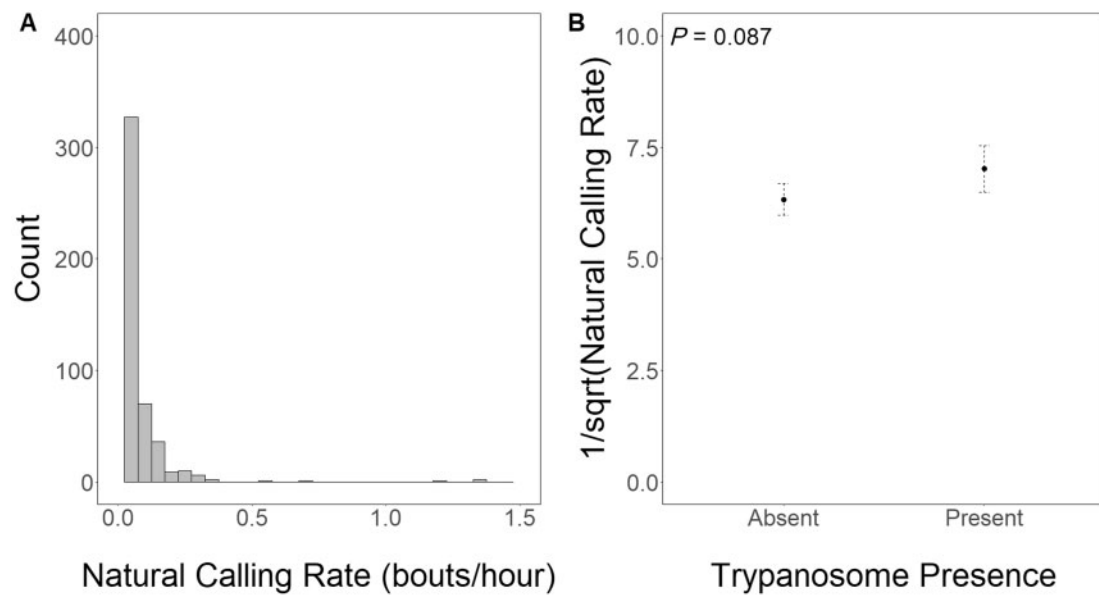 A
400
300
200
100
0
Count
0.0
0.5
1.0
1.5
Natural Calling Rate (bouts/hour)
B
P = 0.087
10.0
7.5
5.0
2.5
0.0
1/sqrt(Natural Calling Rate)
Absent
Present
Trypanosome Presence